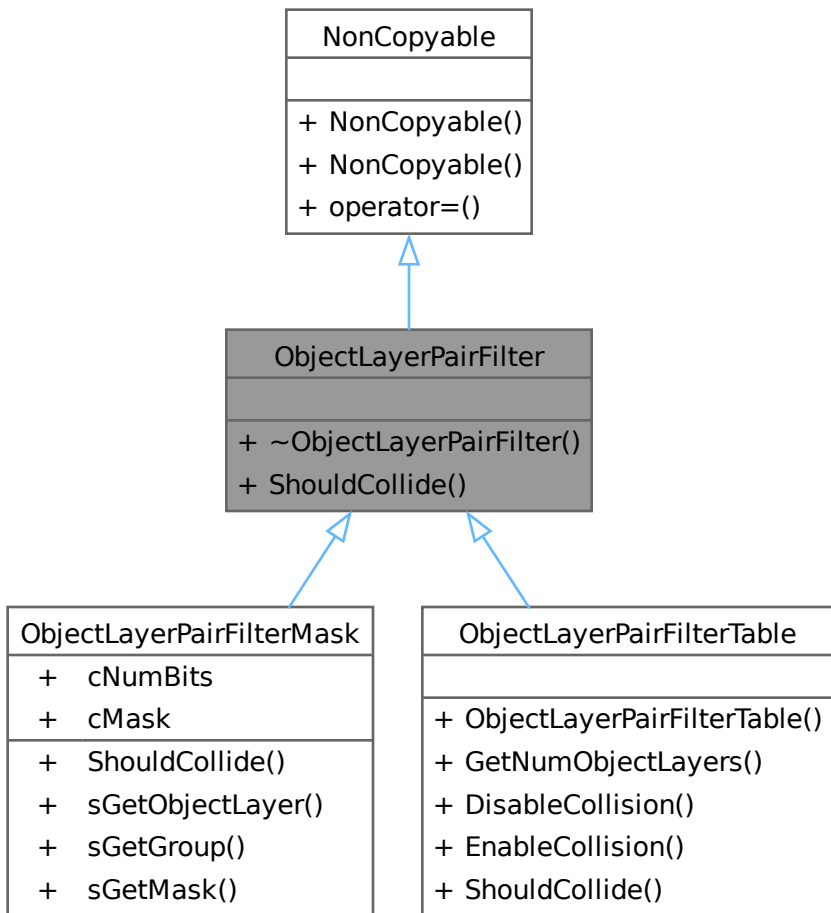 NonCopyable
+ NonCopyable()
+ NonCopyable()
+ operator=()
ObjectLayerPairFilter
+ ~ObjectLayerPairFilter()
+ ShouldCollide()
ObjectLayerPairFilterMask
+ cNumBits
+ cMask
+ ShouldCollide()
+ sGetObjectLayer()
+ sGetGroup()
+ sGetMask()
ObjectLayerPairFilterTable
+ ObjectLayerPairFilterTable()
+ GetNumObjectLayers()
+ DisableCollision()
+ EnableCollision()
+ ShouldCollide()